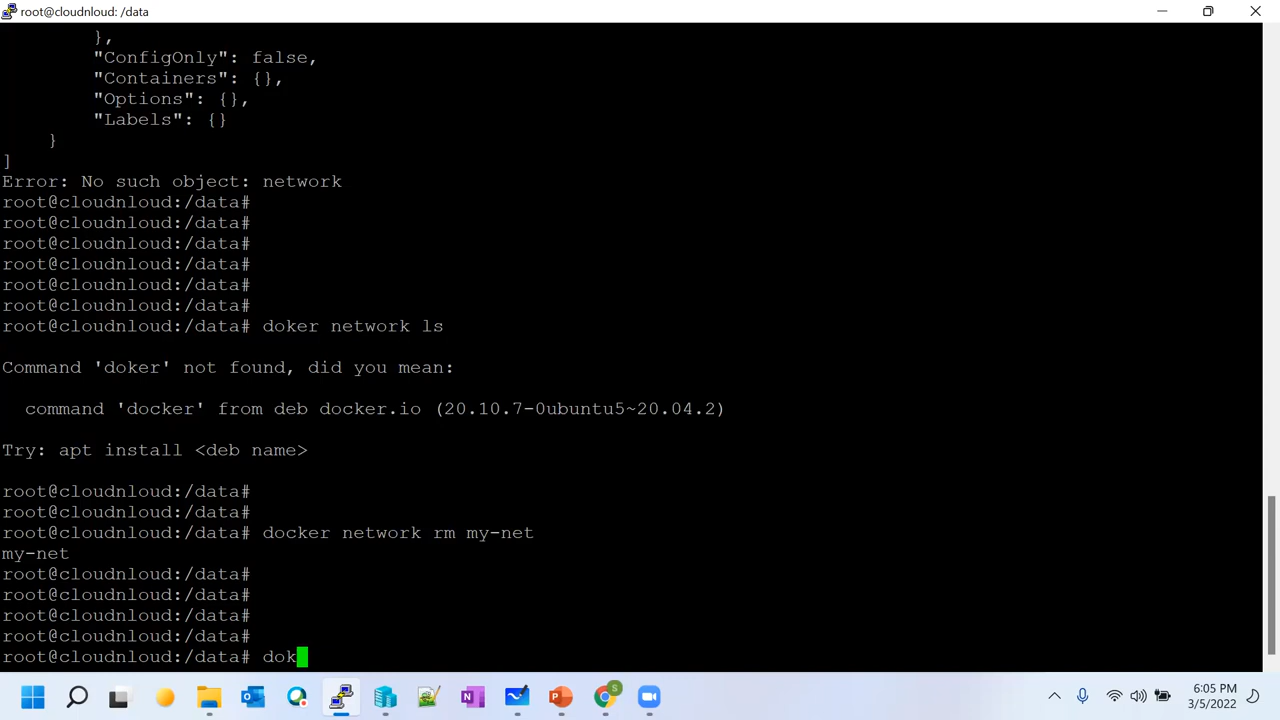 root@cloudnloud: /data
},
"ConfigOnly": false,
"Containers": {},
"Options": {},
"Labels": {}
}
]
Error: No such object: network
root@cloudnloud:/data#
root@cloudnloud:/data#
root@cloudnloud:/data#
root@cloudnloud:/data#
root@cloudnloud:/data#
root@cloudnloud:/data#
root@cloudnloud:/data# doker network ls
Command 'doker' not found, did you mean:
command 'docker' from deb docker.io (20.10.7-0ubuntu5~20.04.2)
Try: apt install <deb name>
root@cloudnloud:/data#
root@cloudnloud:/data#
root@cloudnloud:/data# docker network rm my-net
my-net
root@cloudnloud:/data#
root@cloudnloud:/data#
root@cloudnloud:/data#
root@cloudnloud:/data#
root@cloudnloud:/data# dok
6:05 PM
3/5/2022